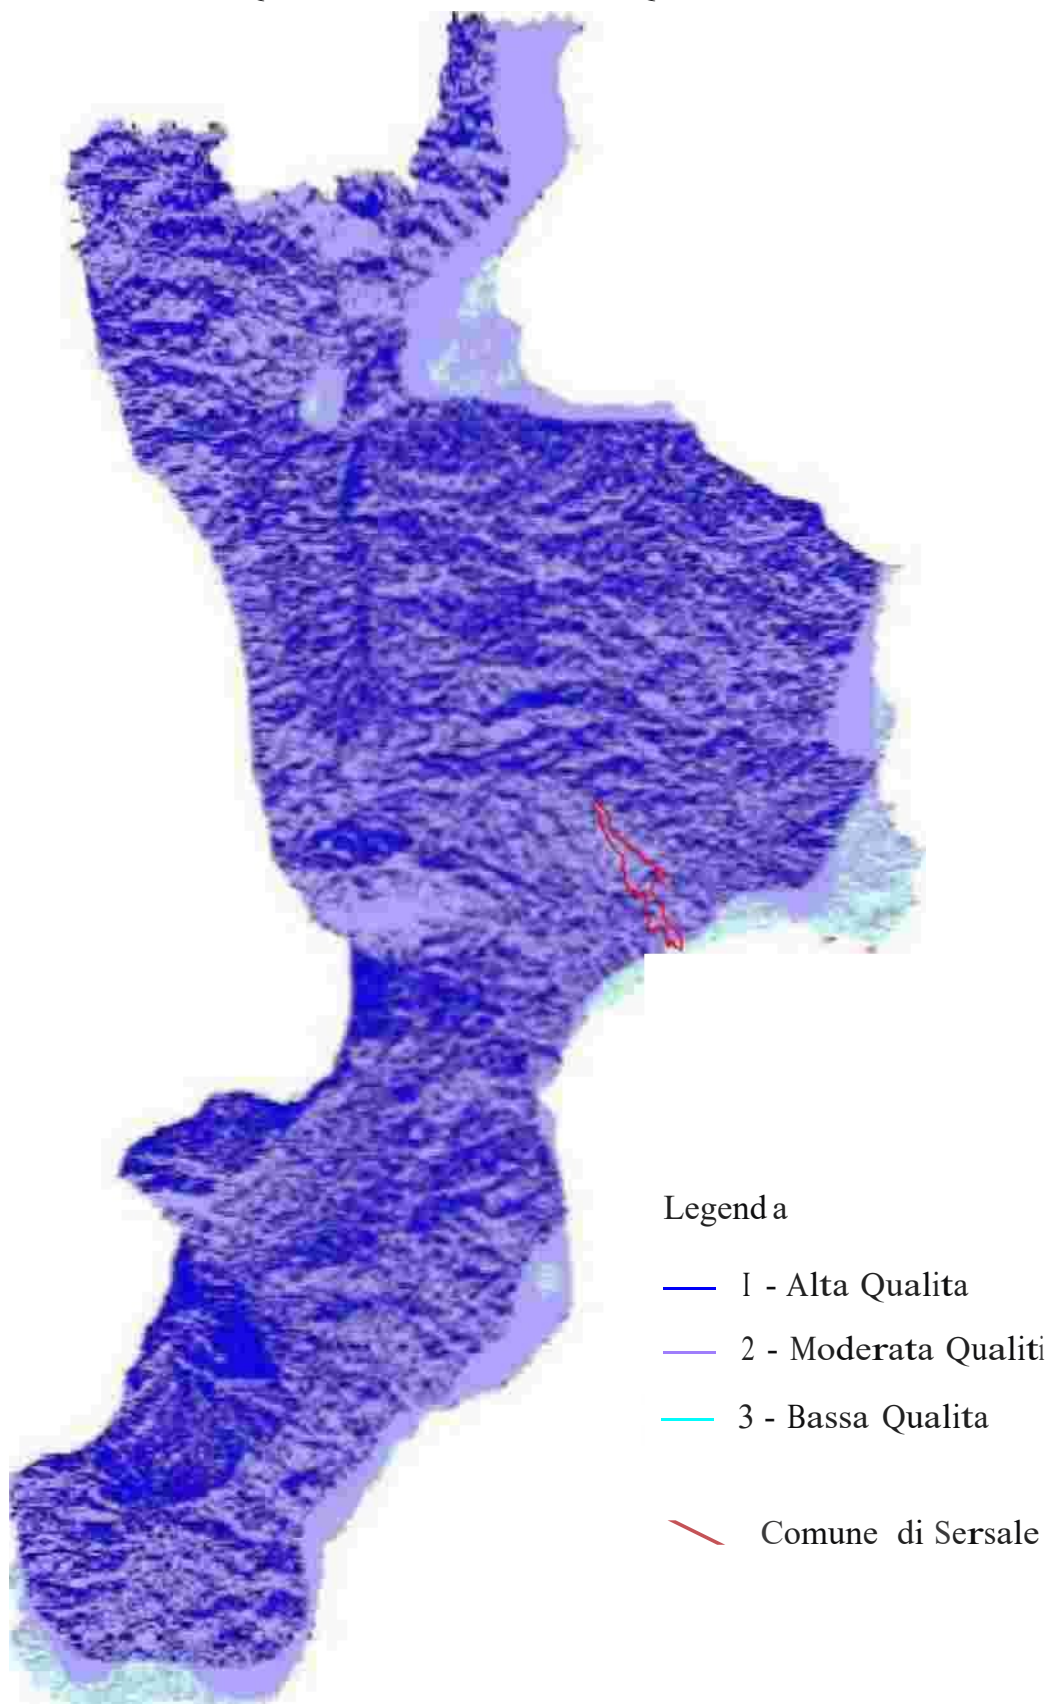 Legenda
1 - Alta Qualita
2 - Moderata Qualiti
3 - Bassa Qualita
Comune di Sersale